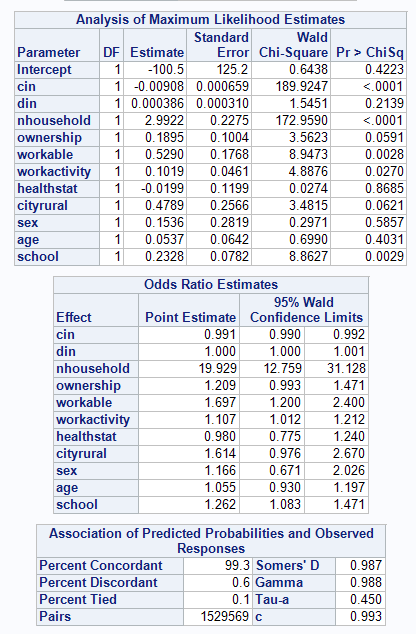 Analysis of Maximum Likelihood Estimates
Parameter DF Estimate Standard Error Wald Chi-Square Pr > ChiSq
Intercept 1 -100.5 125.2 0.6438 0.4223
cin 1 -0.00908 0.000659 189.9247 <.0001
din 1 0.000386 0.000310 1.5451 0.2139
nhousehold 1 2.9922 0.2275 172.9590 <.0001
ownership 1 0.1895 0.1004 3.5623 0.0591
workable 1 0.5290 0.1768 8.9473 0.0028
workactivity 1 0.1019 0.0461 4.8876 0.0270
healthstat 1 -0.0199 0.1199 0.0274 0.8685
cityrural 1 0.4789 0.2566 3.4815 0.0621
sex 1 0.1536 0.2819 0.2971 0.5857
age 1 0.0537 0.0642 0.6990 0.4031
school 1 0.2328 0.0782 8.8627 0.0029
Odds Ratio Estimates
Effect Point Estimate 95% Wald Confidence Limits
cin 0.991 0.990 0.992
din 1.000 1.000 1.001
nhousehold 19.929 12.759 31.128
ownership 1.209 0.993 1.471
workable 1.697 1.200 2.400
workactivity 1.107 1.012 1.212
healthstat 0.980 0.775 1.240
cityrural 1.614 0.976 2.670
sex 1.166 0.671 2.026
age 1.055 0.930 1.197
school 1.262 1.083 1.471
Association of Predicted Probabilities and Observed Responses
Percent Concordant 99.3 Somers' D 0.987
Percent Discordant 0.6 Gamma 0.988
Percent Tied 0.1 Tau-a 0.450
Pairs 1529569 c 0.993